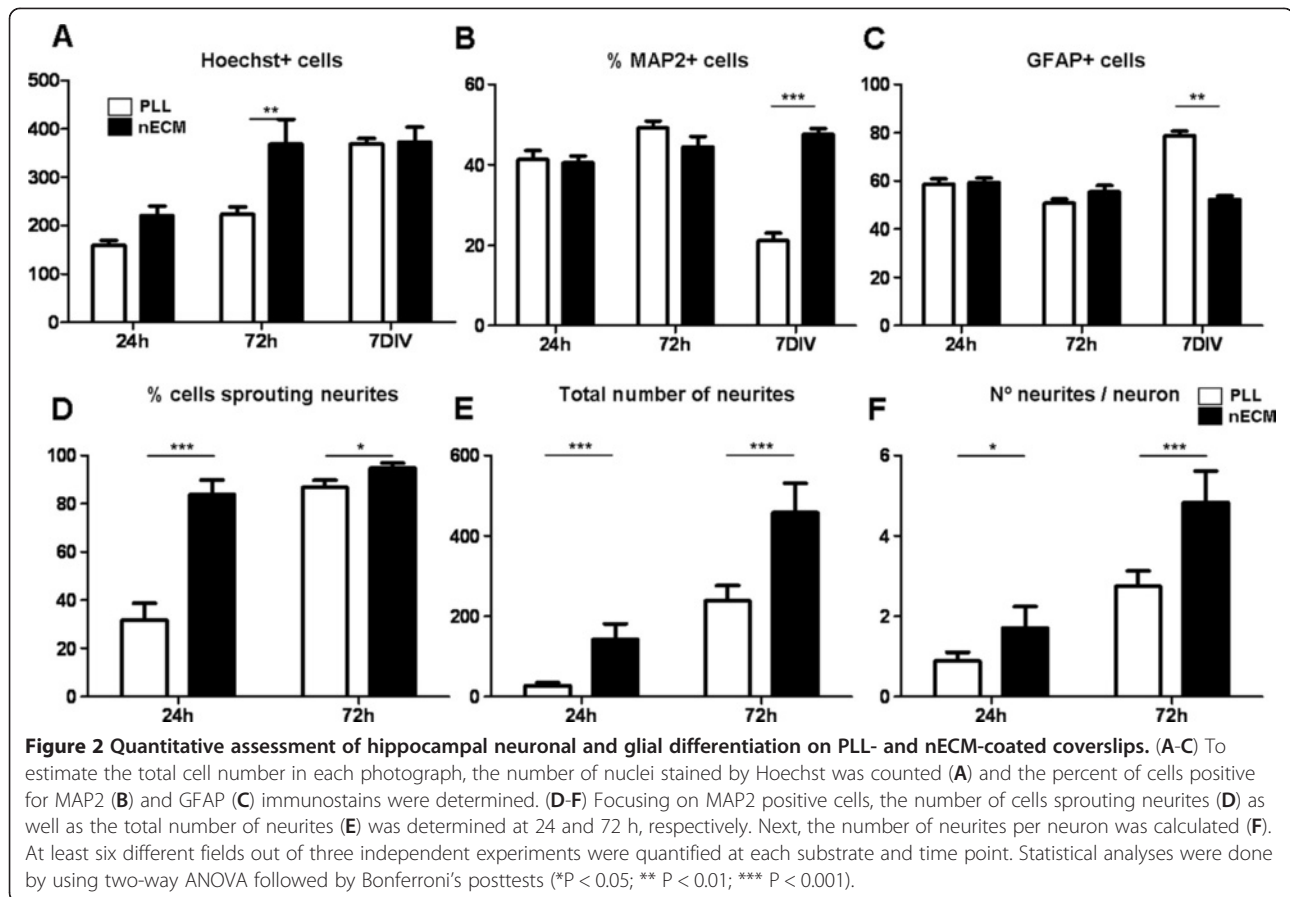 A
Hoechst+ cells
500
400
300
200
100
0
PLL
nECM
**
24h
72h
7DIV
B
% MAP2+ cells
60
40
20
0
***
24h
72h
7DIV
C
GFAP+ cells
100
80
60
40
20
0
**
24h
72h
7DIV
D
% cells sprouting neurites
100
80
60
40
20
0
***
*
24h
72h
E
Total number of neurites
600
400
200
0
***
***
24h
72h
F
Nº neurites / neuron
PLL
nECM
6
4
2
0
*
***
24h
72h
Figure 2 Quantitative assessment of hippocampal neuronal and glial differentiation on PLL- and nECM-coated coverslips. (A-C) To
estimate the total cell number in each photograph, the number of nuclei stained by Hoechst was counted (A) and the percent of cells positive
for MAP2 (B) and GFAP (C) immunostains were determined. (D-F) Focusing on MAP2 positive cells, the number of cells sprouting neurites (D) as
well as the total number of neurites (E) was determined at 24 and 72 h, respectively. Next, the number of neurites per neuron was calculated (F).
At least six different fields out of three independent experiments were quantified at each substrate and time point. Statistical analyses were done
by using two-way ANOVA followed by Bonferroni's posttests (*P < 0.05; ** P < 0.01; *** P < 0.001).